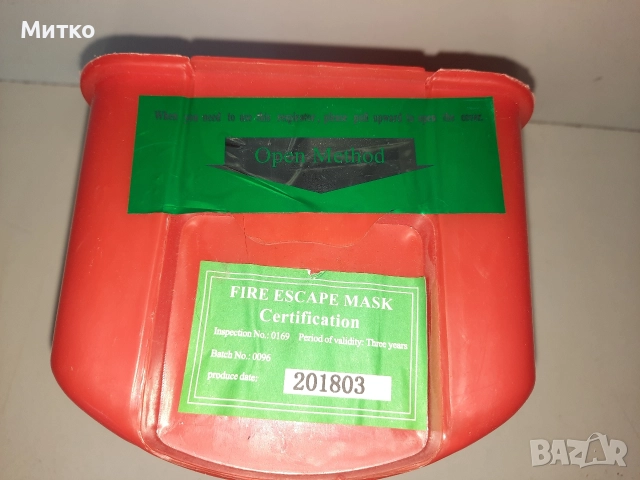 Митко
Open Method
FIRE ESCAPE MASK
Certification
Inspection No.: 0169 Period of validity: Three years
Batch No.: 0096
produce date: 201803
BAZAR